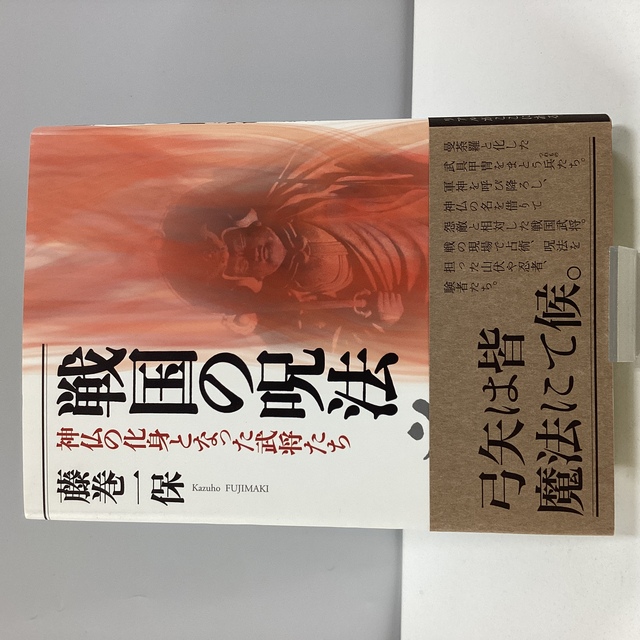 戦国の呪法
神仏の化身となった武将たち
藤巻一保
Kazuho FUJIMAKI
曼荼羅と化した
武具甲冑をまとう兵たち。
軍神を呼び降ろし、
神仏の名を借りて
怨敵と相対した戦国武将。
戦の現場で占術、呪法を
担った山伏や忍者、
験者たち。
弓矢は皆
魔法にて候。